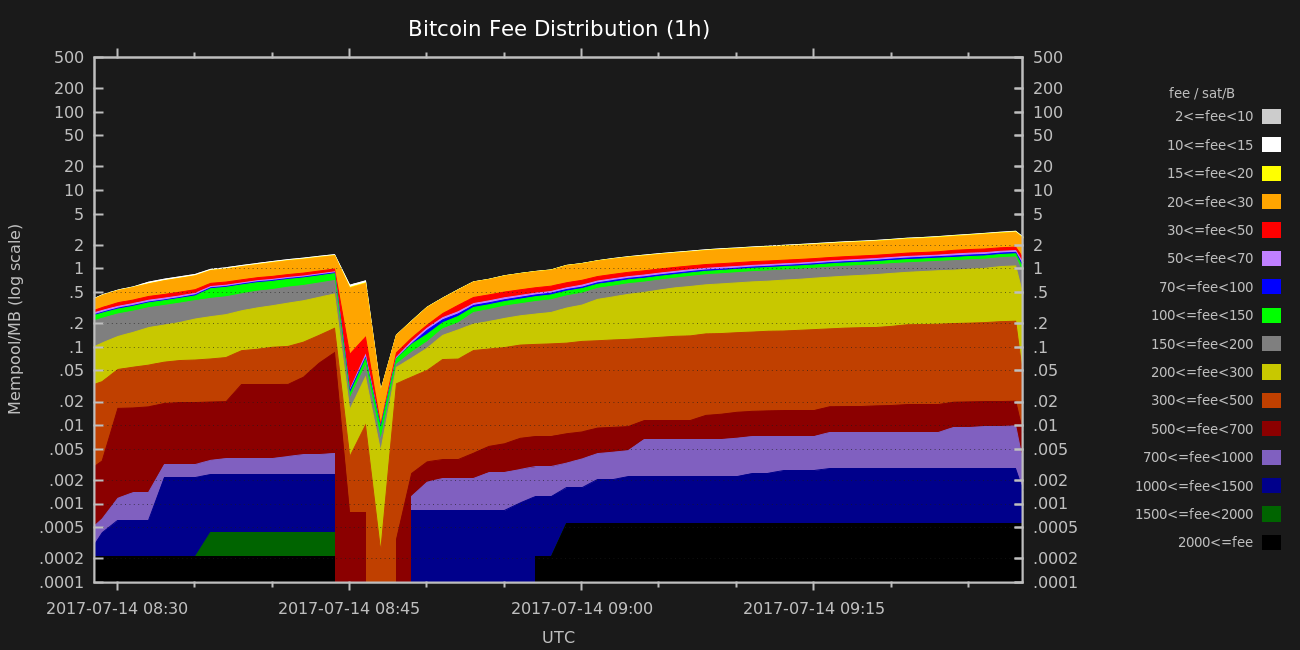 Bitcoin Fee Distribution (1h)
Mempool/MB (log scale)
500
200
100
50
20
10
5
2
1
.5
.2
.1
.05
.02
.01
.005
.002
.001
.0005
.0002
.0001
500
200
100
50
20
10
5
2
1
.5
.2
.1
.05
.02
.01
.005
.002
.001
.0005
.0002
.0001
2017-07-14 08:30
2017-07-14 08:45
2017-07-14 09:00
2017-07-14 09:15
UTC
fee / sat/B
2<=fee<10
10<=fee<15
15<=fee<20
20<=fee<30
30<=fee<50
50<=fee<70
70<=fee<100
100<=fee<150
150<=fee<200
200<=fee<300
300<=fee<500
500<=fee<700
700<=fee<1000
1000<=fee<1500
1500<=fee<2000
2000<=fee